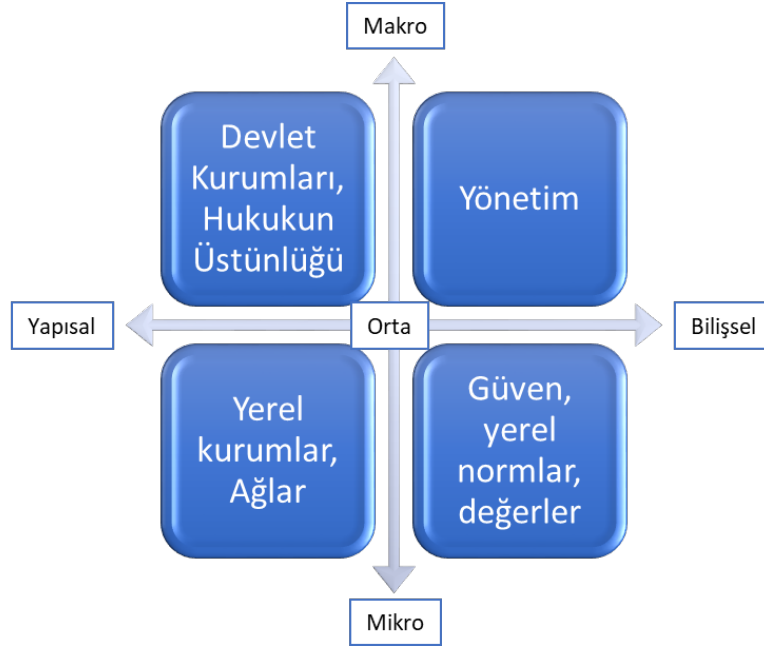 Makro
Devlet
Kurumları,
Hukukun
Üstünlüğü
Yönetim
Yapısal
Orta
Bilişsel
Yerel
kurumlar,
Ağlar
Güven,
yerel
normlar,
değerler
Mikro